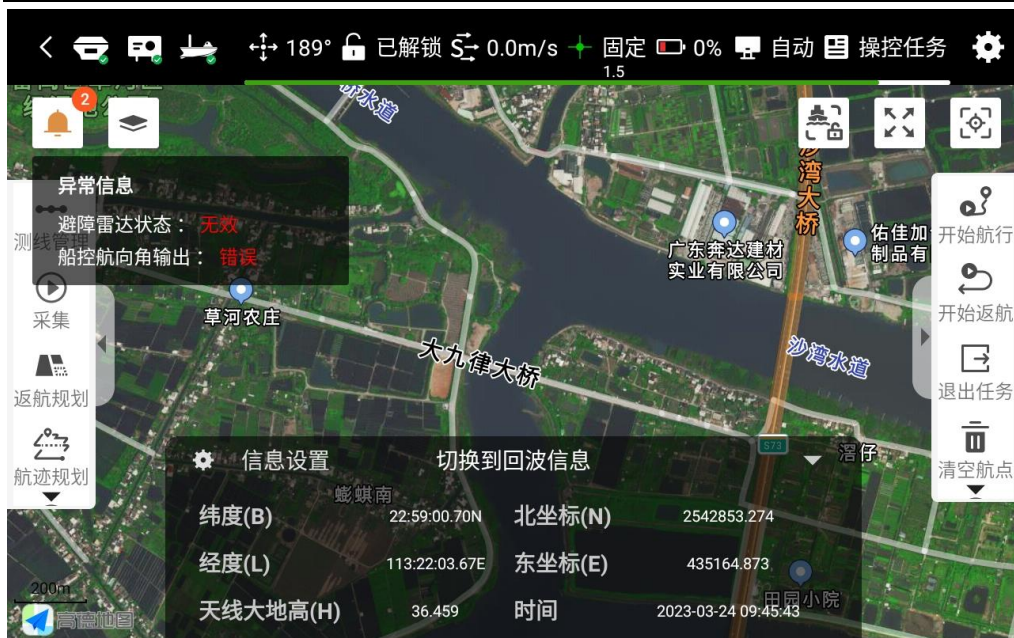 189° 已解锁 0.0m/s 固定 0% 自动 操控任务
1.5
2
异常信息
避障雷达状态： 无效
船控航向角输出： 错误
测线管理
采集
返航规划
航迹规划
草河农庄
大九律大桥
广东奔达建材
实业有限公司
沙湾大桥
佑佳加
制品有
沙湾水道
S73
滘仔
蟛蜞南
田园小院
开始航行
开始返航
退出任务
清空航点
信息设置 切换到回波信息
纬度(B) 22:59:00.70N 北坐标(N) 2542853.274
经度(L) 113:22:03.67E 东坐标(E) 435164.873
天线大地高(H) 36.459 时间 2023-03-24 09:45:43
200m
高德地图